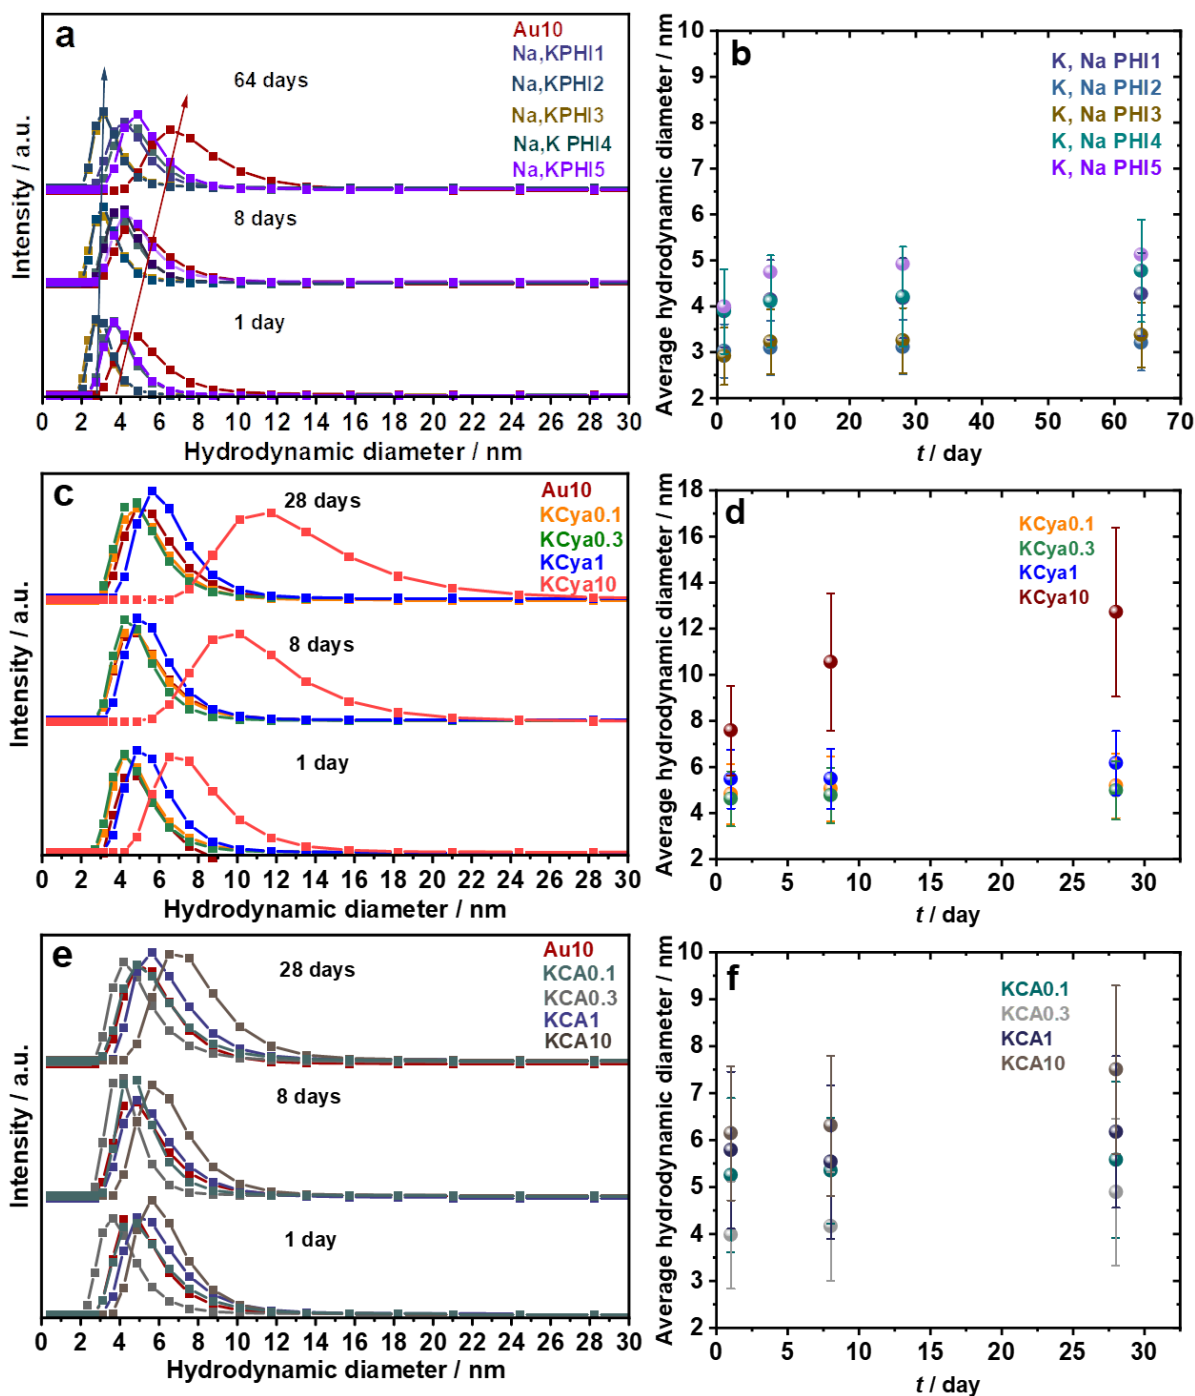 a
Au10
Na,KPHI1
Na,KPHI2
Na,KPHI3
Na,K PHI4
Na,KPHI5
64 days
8 days
1 day
Intensity / a.u.
0 2 4 6 8 10 12 14 16 18 20 22 24 26 28 30
Hydrodynamic diameter / nm
b
K, Na PHI1
K, Na PHI2
K, Na PHI3
K, Na PHI4
K, Na PHI5
Average hydrodynamic diameter / nm
10
9
8
7
6
5
4
3
2
0 10 20 30 40 50 60 70
t / day
c
Au10
KCya0.1
KCya0.3
KCya1
KCya10
28 days
8 days
1 day
Intensity / a.u.
0 2 4 6 8 10 12 14 16 18 20 22 24 26 28 30
Hydrodynamic diameter / nm
d
KCya0.1
KCya0.3
KCya1
KCya10
Average hydrodynamic diameter / nm
18
16
14
12
10
8
6
4
2
0 5 10 15 20 25 30
t / day
e
Au10
KCA0.1
KCA0.3
KCA1
KCA10
28 days
8 days
1 day
Intensity / a.u.
0 2 4 6 8 10 12 14 16 18 20 22 24 26 28 30
Hydrodynamic diameter / nm
f
KCA0.1
KCA0.3
KCA1
KCA10
Average hydrodynamic diameter / nm
10
9
8
7
6
5
4
3
2
0 5 10 15 20 25 30
t / day